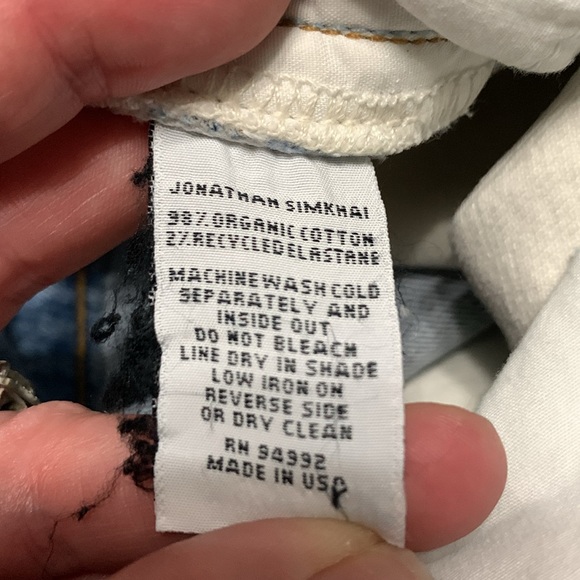 JONATHAN SIMKHAI
98% ORGANIC COTTON
2% RECYCLED ELASTANE
MACHINE WASH COLD
SEPARATELY AND
INSIDE OUT
DO NOT BLEACH
LINE DRY IN SHADE
LOW IRON ON
REVERSE SIDE
OR DRY CLEAN
RN 94992
MADE IN USA